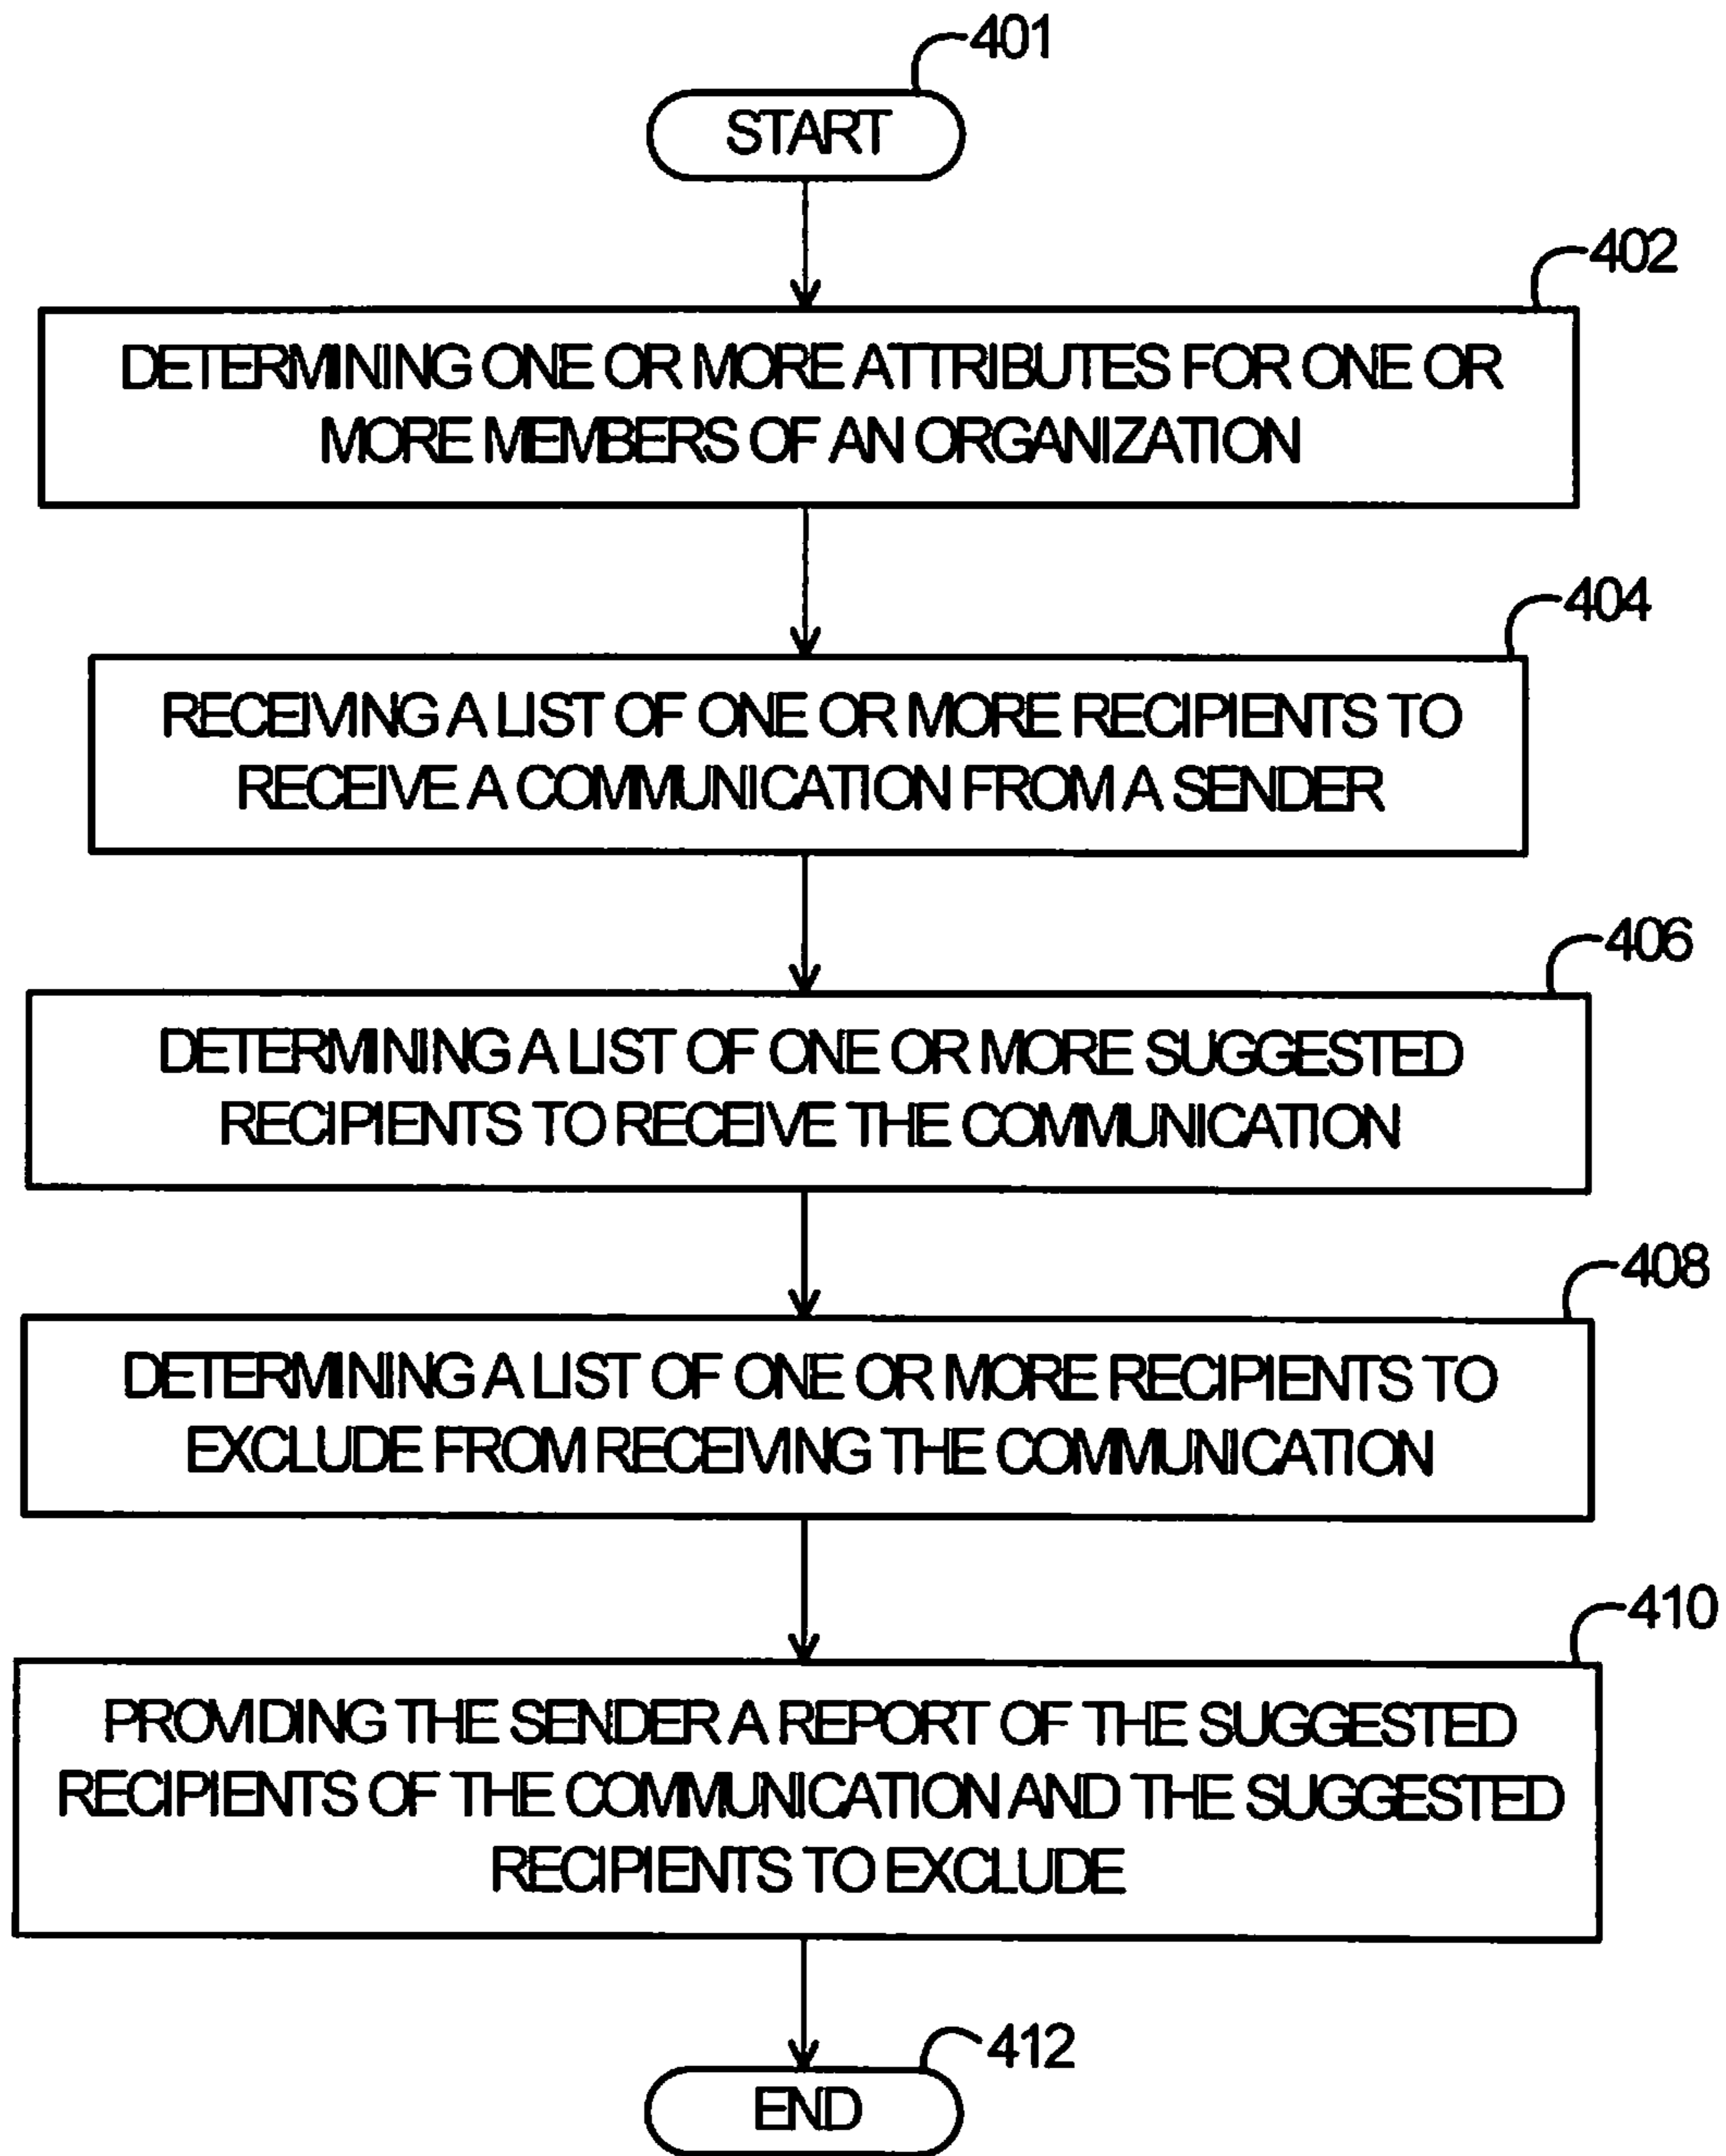 401
START
402
DETERMINING ONE OR MORE ATTRIBUTES FOR ONE OR
MORE MEMBERS OF AN ORGANIZATION
404
RECEIVING A LIST OF ONE OR MORE RECIPIENTS TO
RECEIVE A COMMUNICATION FROM A SENDER
406
DETERMINING A LIST OF ONE OR MORE SUGGESTED
RECIPIENTS TO RECEIVE THE COMMUNICATION
408
DETERMINING A LIST OF ONE OR MORE RECIPIENTS TO
EXCLUDE FROM RECEIVING THE COMMUNICATION
410
PROVIDING THE SENDER A REPORT OF THE SUGGESTED
RECIPIENTS OF THE COMMUNICATION AND THE SUGGESTED
RECIPIENTS TO EXCLUDE
412
END